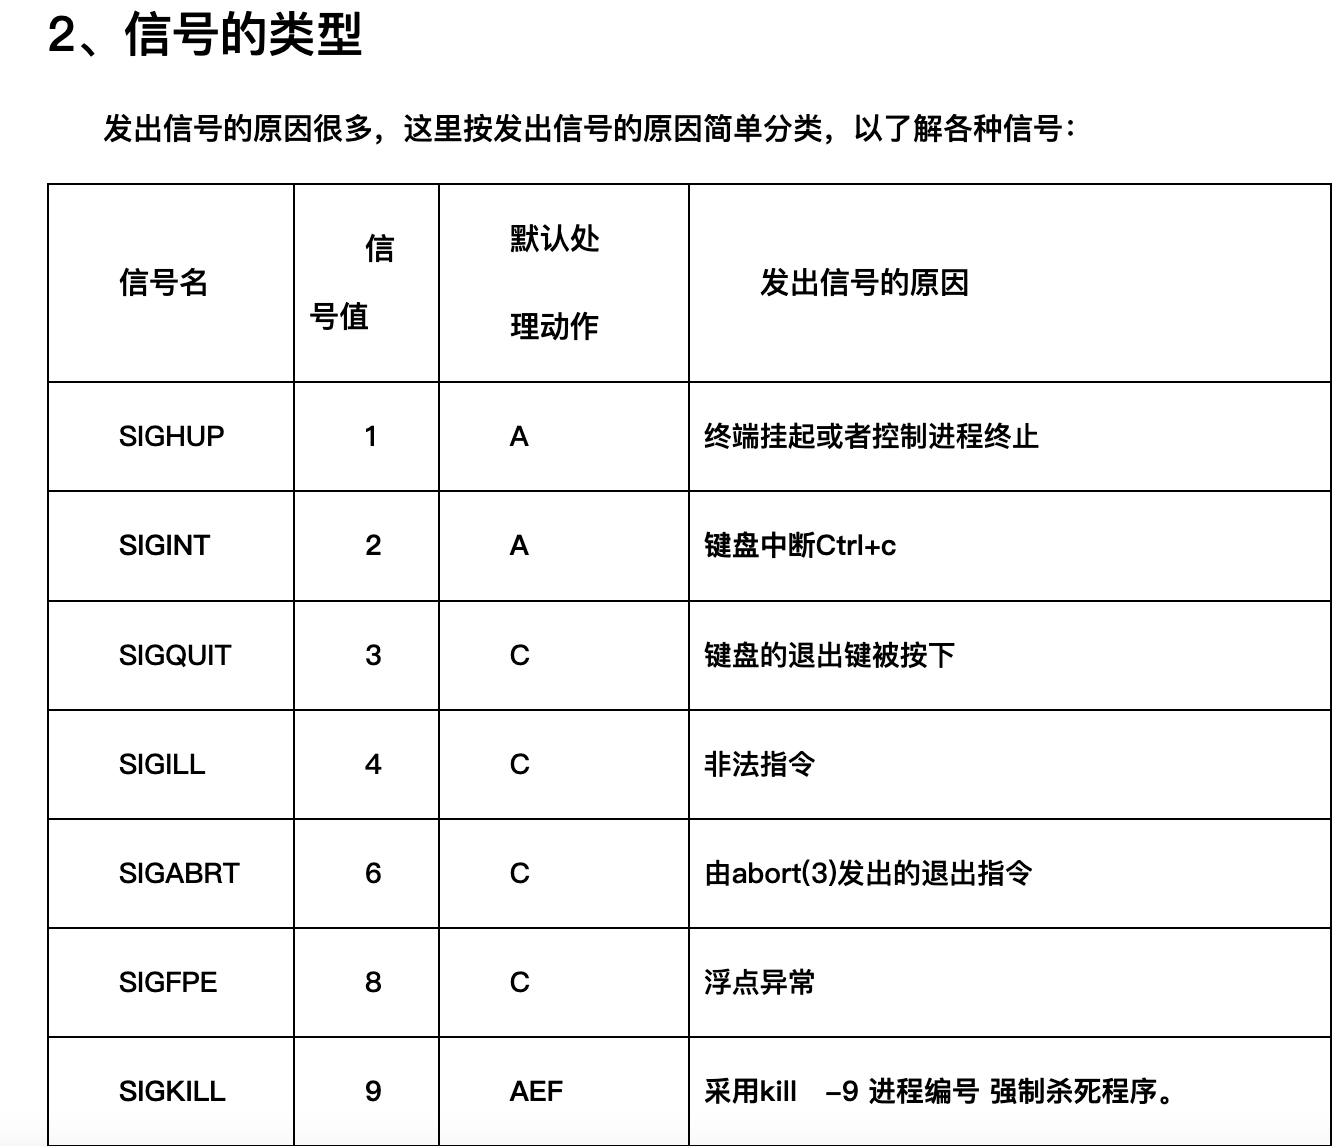 2、信号的类型
发出信号的原因很多，这里按发出信号的原因简单分类，以了解各种信号：
信号名
信
号值
默认处
理动作
发出信号的原因
SIGHUP 1 A 终端挂起或者控制进程终止
SIGINT 2 A 键盘中断Ctrl+c
SIGQUIT 3 C 键盘的退出键被按下
SIGILL 4 C 非法指令
SIGABRT 6 C 由abort(3)发出的退出指令
SIGFPE 8 C 浮点异常
SIGKILL 9 AEF 采用kill –9 进程编号 强制杀死程序。